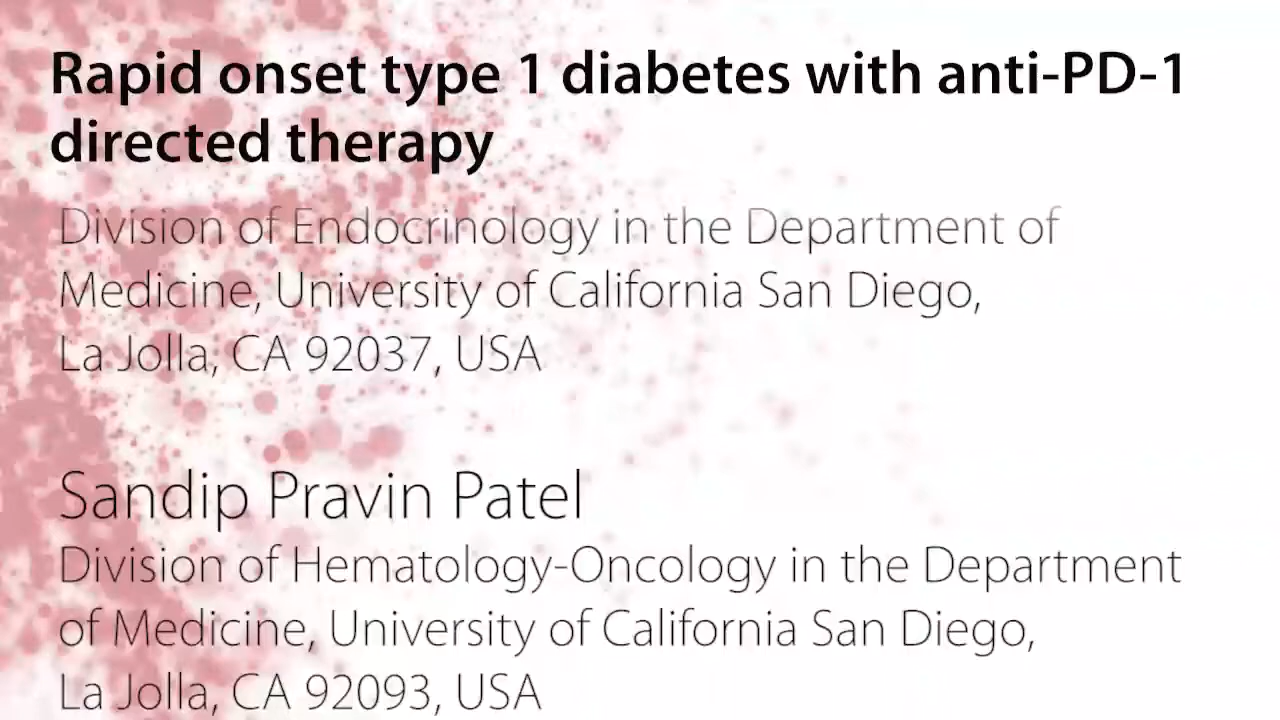 Rapid onset type 1 diabetes with anti-PD-1
directed therapy
Division of Endocrinology in the Department of
Medicine, University of California San Diego,
La Jolla, CA 92037, USA
Sandip Pravin Patel
Division of Hematology-Oncology in the Department
of Medicine, University of California San Diego,
La Jolla, CA 92093, USA